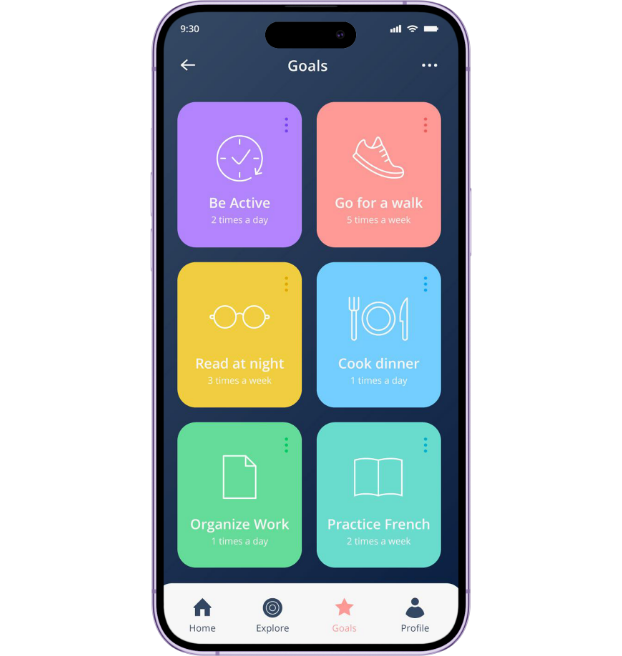 9:30
Goals
Be Active
2 times a day
Go for a walk
5 times a week
Read at night
3 times a week
Cook dinner
1 times a day
Organize Work
1 times a day
Practice French
2 times a week
Home
Explore
Goals
Profile